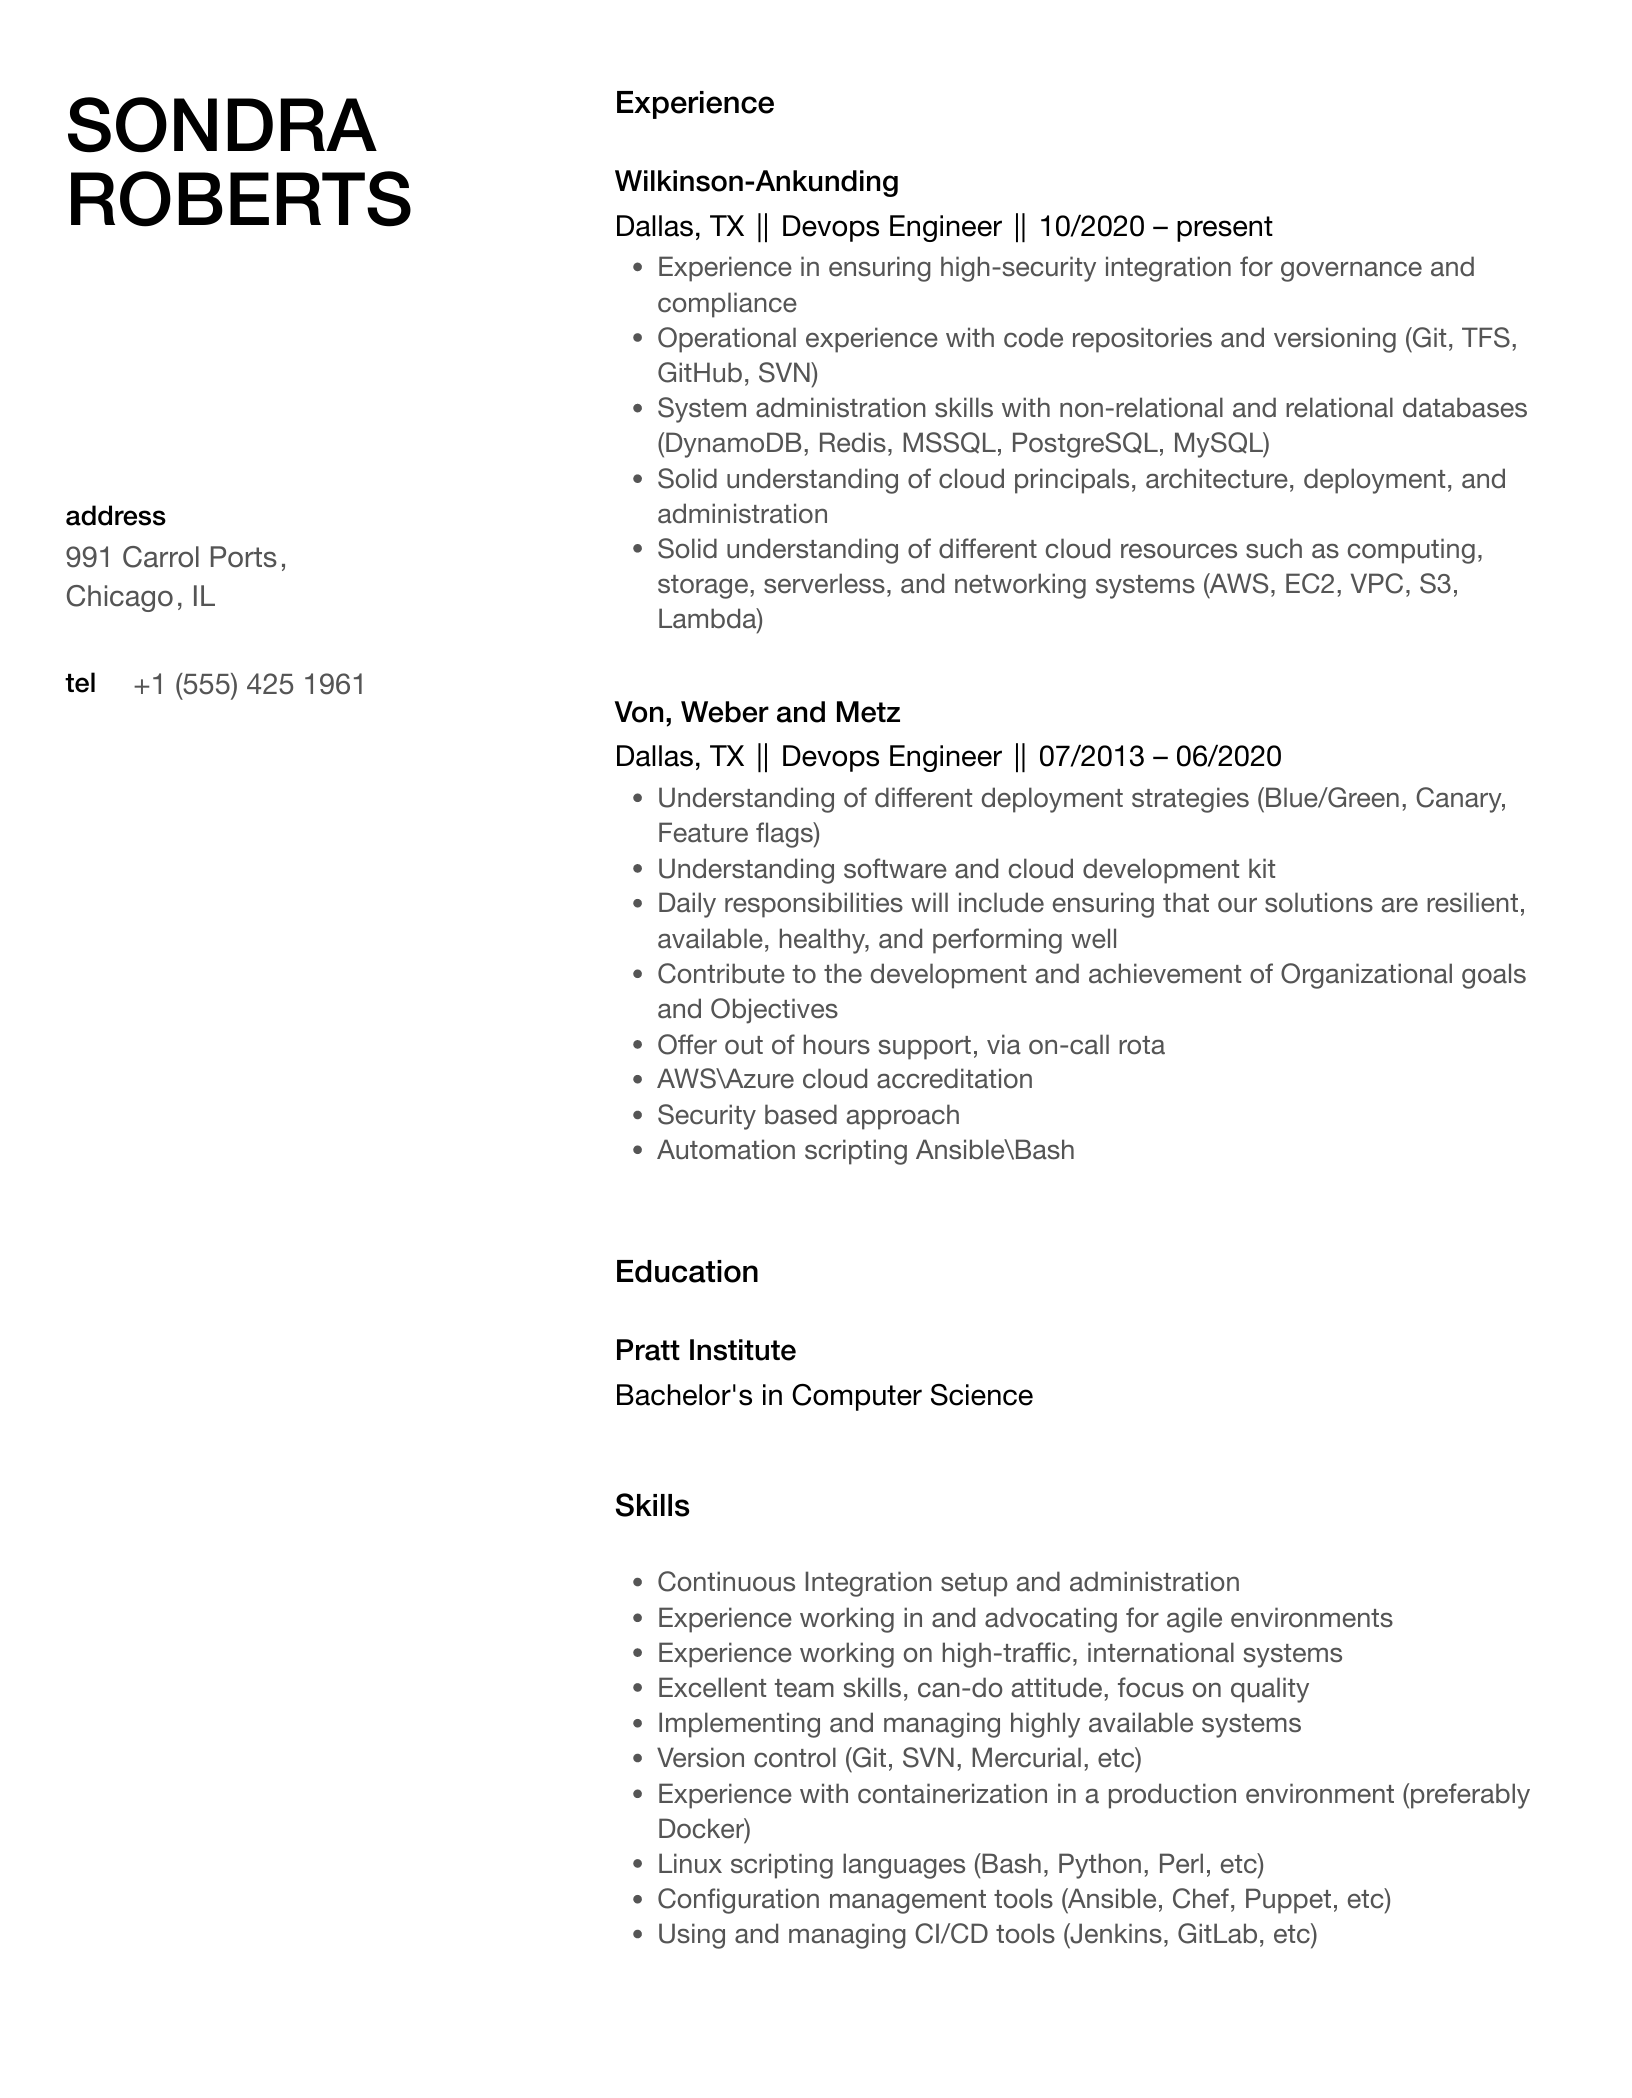 SONDRA
ROBERTS
address
991 Carrol Ports,
Chicago, IL
tel +1 (555) 425 1961
Experience
Wilkinson-Ankunding
Dallas, TX || Devops Engineer || 10/2020 – present
• Experience in ensuring high-security integration for governance and
compliance
• Operational experience with code repositories and versioning (Git, TFS,
GitHub, SVN)
• System administration skills with non-relational and relational databases
(DynamoDB, Redis, MSSQL, PostgreSQL, MySQL)
• Solid understanding of cloud principals, architecture, deployment, and
administration
• Solid understanding of different cloud resources such as computing,
storage, serverless, and networking systems (AWS, EC2, VPC, S3,
Lambda)
Von, Weber and Metz
Dallas, TX || Devops Engineer || 07/2013 – 06/2020
• Understanding of different deployment strategies (Blue/Green, Canary,
Feature flags)
• Understanding software and cloud development kit
• Daily responsibilities will include ensuring that our solutions are resilient,
available, healthy, and performing well
• Contribute to the development and achievement of Organizational goals
and Objectives
• Offer out of hours support, via on-call rota
• AWS\Azure cloud accreditation
• Security based approach
• Automation scripting Ansible\Bash
Education
Pratt Institute
Bachelor's in Computer Science
Skills
• Continuous Integration setup and administration
• Experience working in and advocating for agile environments
• Experience working on high-traffic, international systems
• Excellent team skills, can-do attitude, focus on quality
• Implementing and managing highly available systems
• Version control (Git, SVN, Mercurial, etc)
• Experience with containerization in a production environment (preferably
Docker)
• Linux scripting languages (Bash, Python, Perl, etc)
• Configuration management tools (Ansible, Chef, Puppet, etc)
• Using and managing CI/CD tools (Jenkins, GitLab, etc)